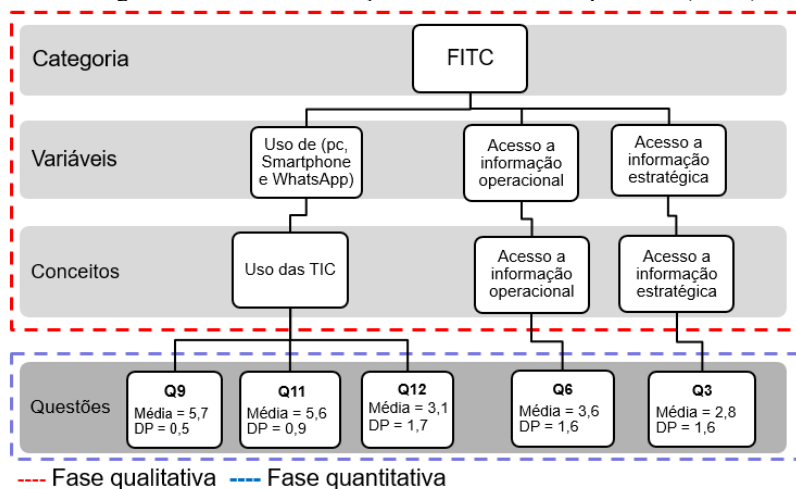 Categoria
FITC
Variáveis
Uso de (pc,
Smartphone
e WhatsApp)
Acesso a
informação
operacional
Acesso a
informação
estratégica
Conceitos
Uso das TIC
Acesso a
informação
operacional
Acesso a
informação
estratégica
Questões
Q9
Média = 5,7
DP = 0,5
Q11
Média = 5,6
DP = 0,9
Q12
Média = 3,1
DP = 1,7
Q6
Média = 3,6
DP = 1,6
Q3
Média = 2,8
DP = 1,6
Fase qualitativa
Fase quantitativa